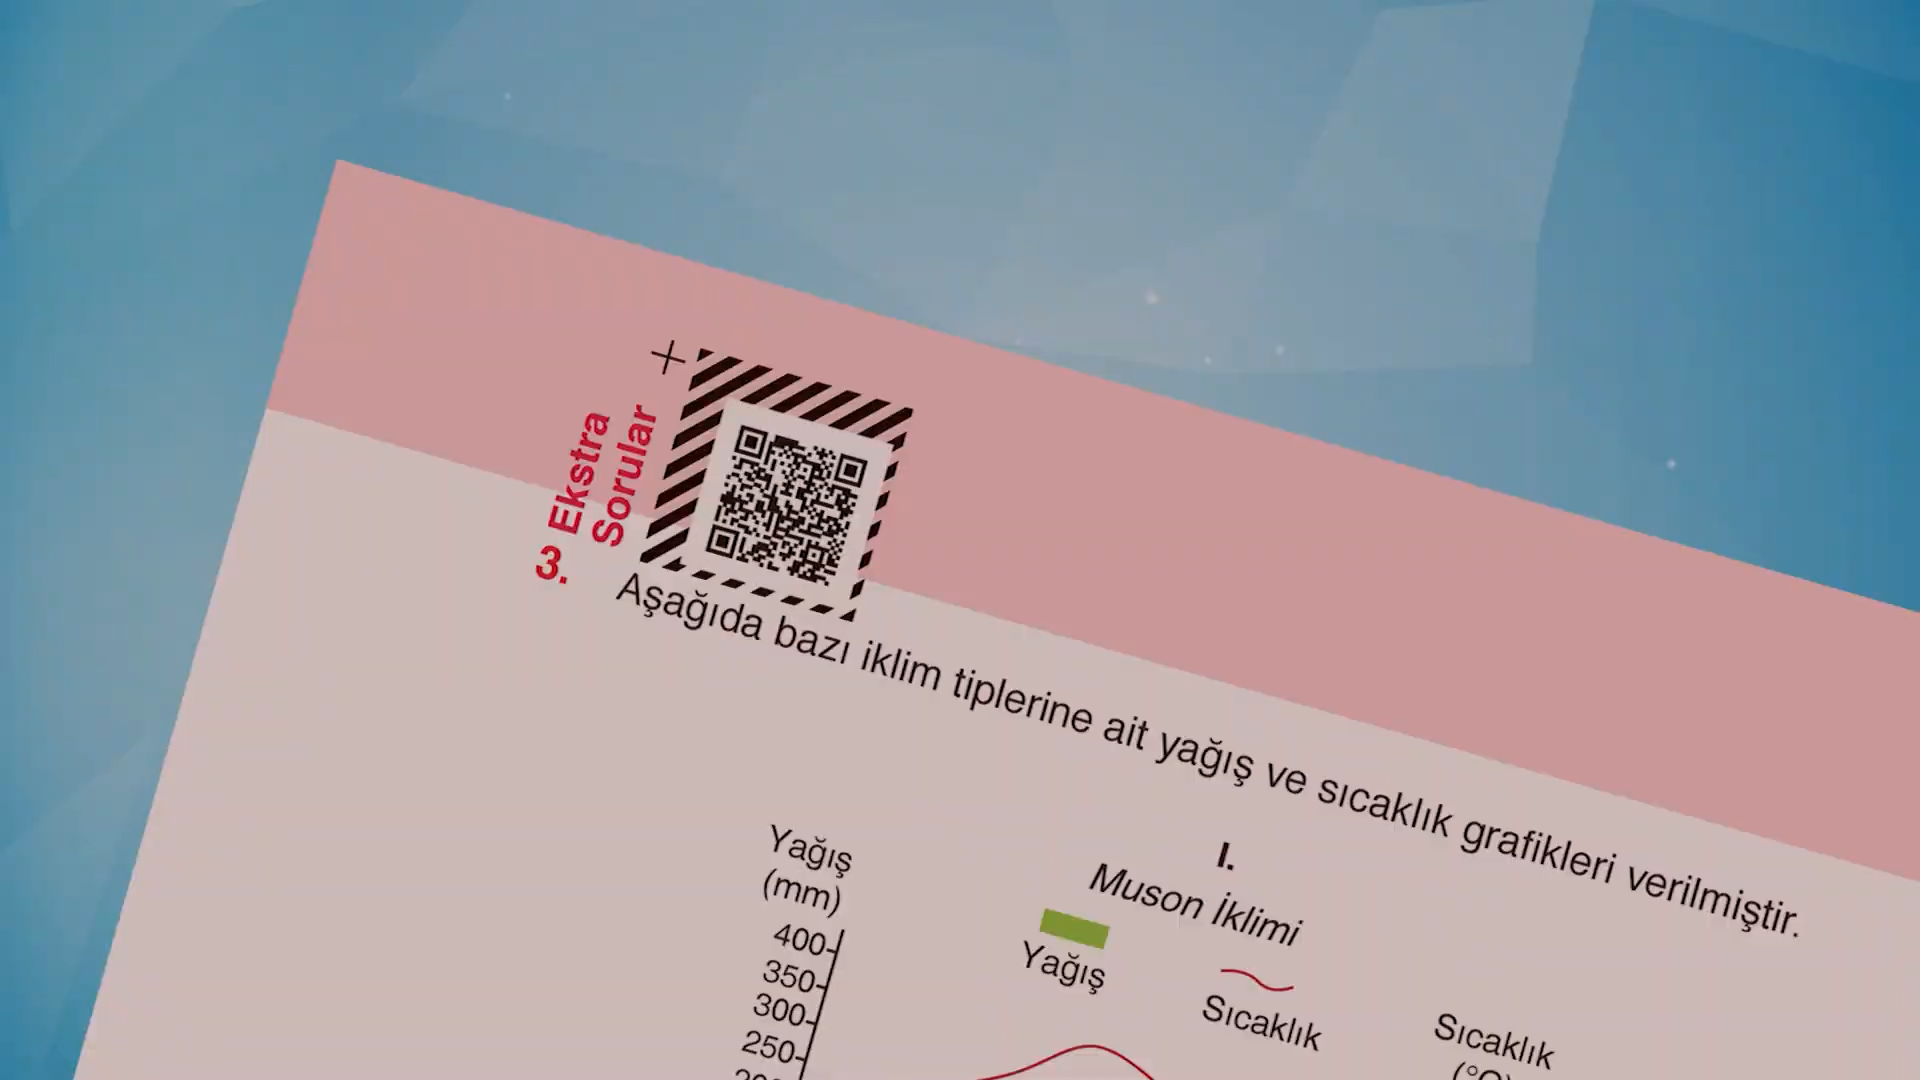 Ekstra
Sorular
3.
Aşağıda bazı iklim tiplerine ait yağış ve sıcaklık grafikleri verilmiştir.
I.
Muson İklimi
Yağış
(mm)
Yağış
Sıcaklık
Sıcaklık
400
350
300
250